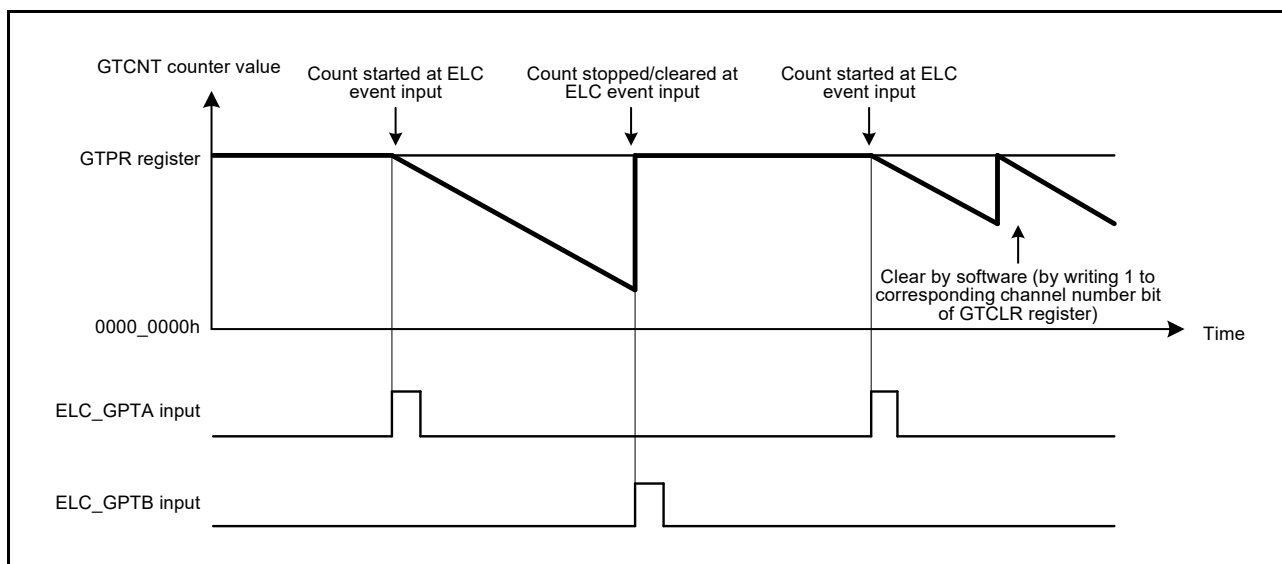 GTCNT counter value
Count started at ELC
event input
Count stopped/cleared at
ELC event input
Count started at ELC
event input
GTPR register
Clear by software (by writing 1 to
corresponding channel number bit
of GTCLR register)
0000_0000h
Time
ELC_GPTA input
ELC_GPTB input